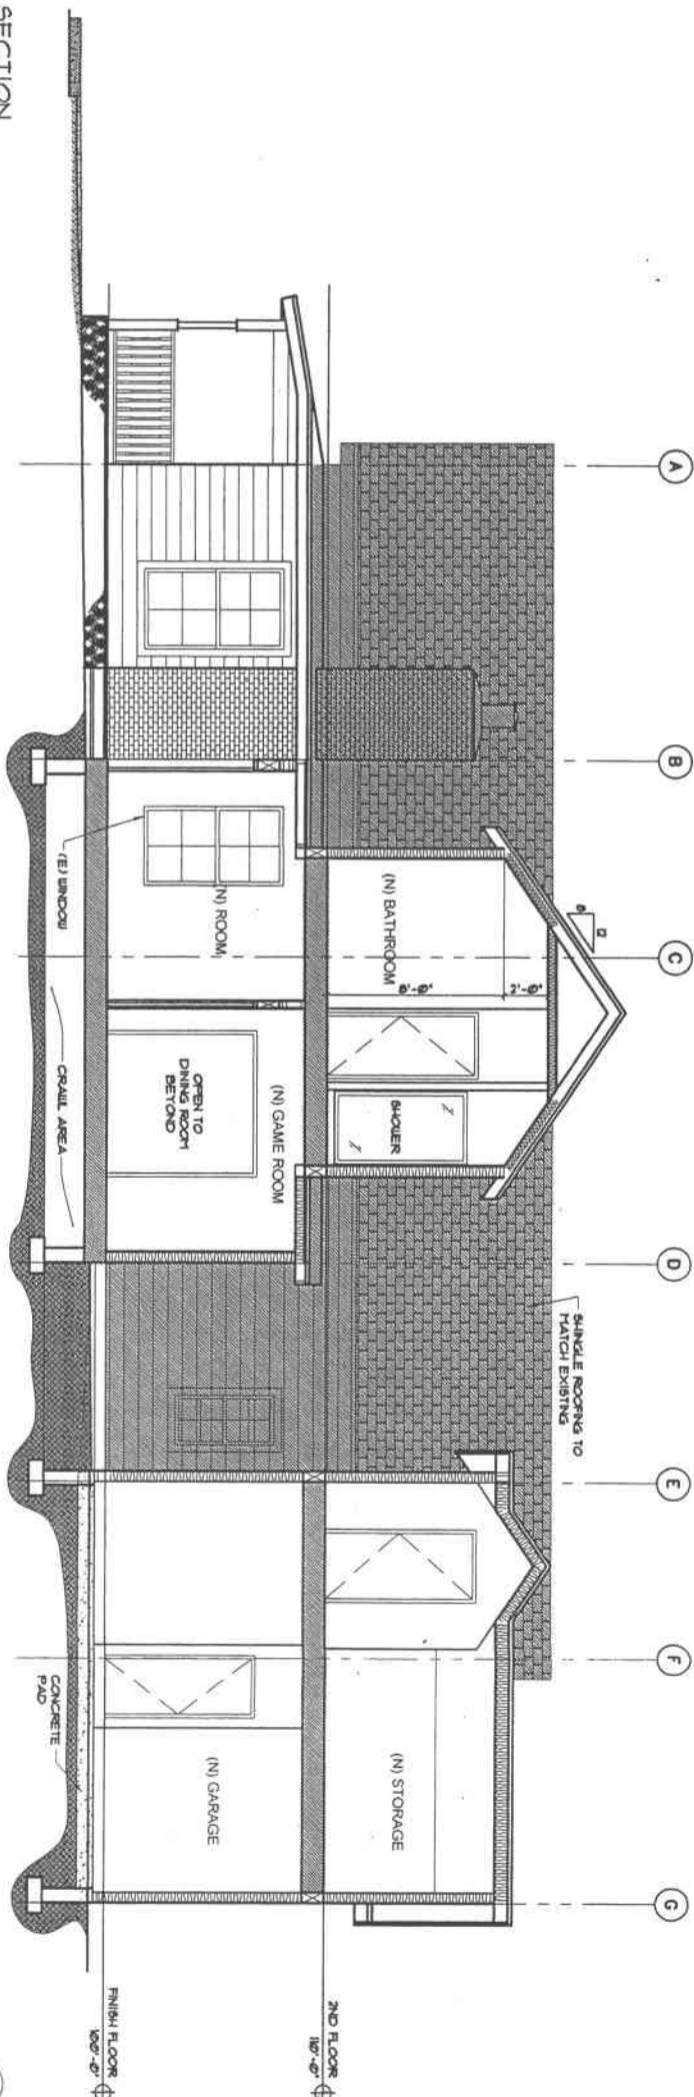 A
B
C
D
E
F
G
8
12
SHINGLE ROOFING TO
MATCH EXISTING
(N) BATHROOM
8'-0"
2'-0"
SHOWER
(N) STORAGE
2ND FLOOR
110'-0"
(N) ROOM
(N) GAME ROOM
OPEN TO
DINING ROOM
BEYOND
(N) GARAGE
FINISH FLOOR
100'-0"
(E) WINDOW
CRAWL AREA
CONCRETE
PAD
SECTION